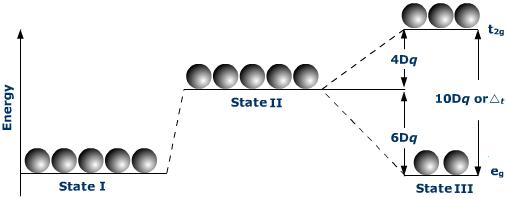 Energy
State I
State II
t2g
4Dq
10Dq or △t
6Dq
eg
State III